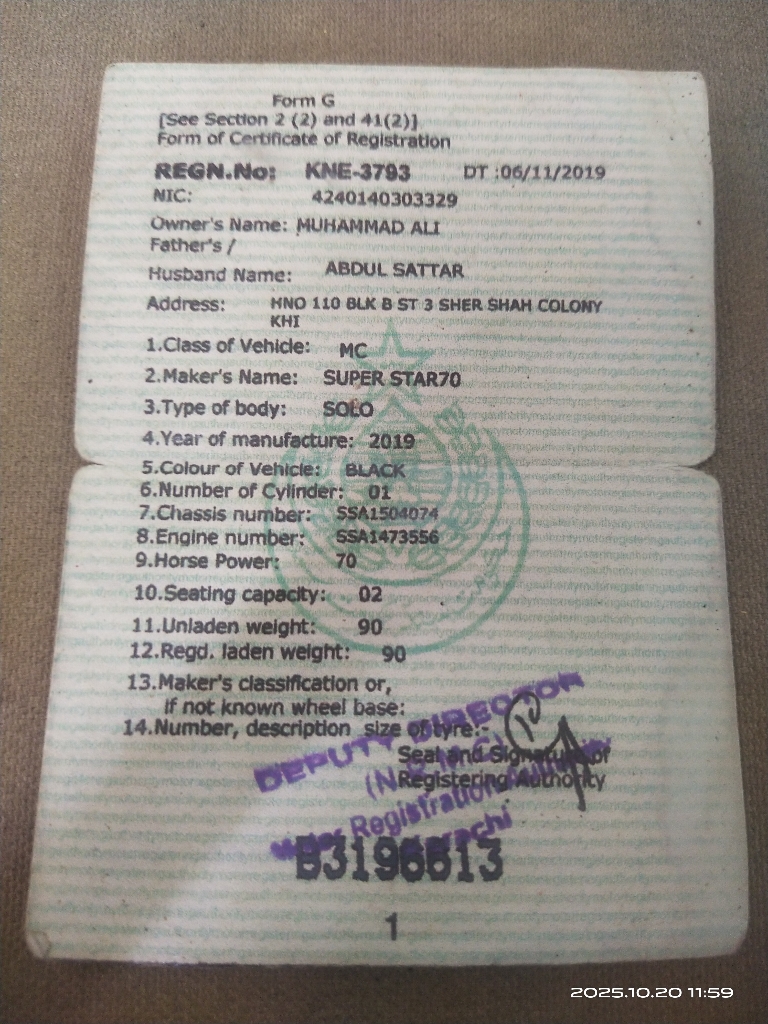 Form G
[See Section 2 (2) and 41(2)]
Form of Certificate of Registration
REGN.No: KNE-3793 DT :06/11/2019
NIC: 4240140303329
Owner's Name: MUHAMMAD ALI
Father's /
Husband Name: ABDUL SATTAR
Address: HNO 110 BLK B ST 3 SHER SHAH COLONY
KHI
1.Class of Vehicle: MC
2.Maker's Name: SUPER STAR70
3.Type of body: SOLO
4.Year of manufacture: 2019
5.Colour of Vehicle: BLACK
6.Number of Cylinder: 01
7.Chassis number: SSA1504074
8.Engine number: SSA1473556
9.Horse Power: 70
10.Seating capacity: 02
11.Unladen weight: 90
12.Regd. laden weight: 90
13.Maker's classification or,
if not known wheel base:
14.Number, description size of tyre:-
Seal and Signature of
Registering Authority
DEPUTY DIRECTOR
Motor Registration
Karachi
B3196613
1
2025.10.20 11:59